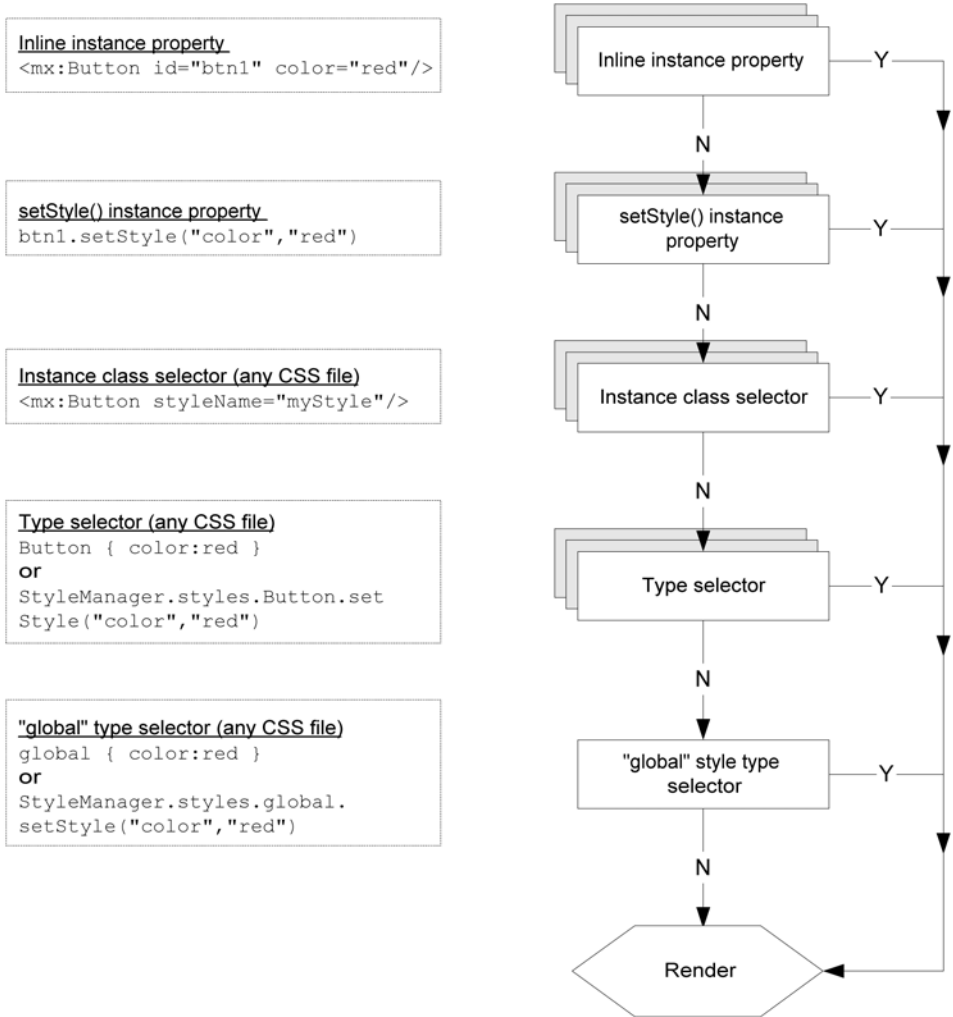 Inline instance property
<mx:Button id="btn1" color="red"/>
setStyle() instance property
btn1.setStyle("color","red")
Instance class selector (any CSS file)
<mx:Button styleName="myStyle"/>
Type selector (any CSS file)
Button { color:red }
or
StyleManager.styles.Button.set
Style("color","red")
"global" type selector (any CSS file)
global { color:red }
or
StyleManager.styles.global.
setStyle("color","red")
Inline instance property
Y
N
setStyle() instance
property
Y
N
Instance class selector
Y
N
Type selector
Y
N
"global" style type
selector
Y
N
Render